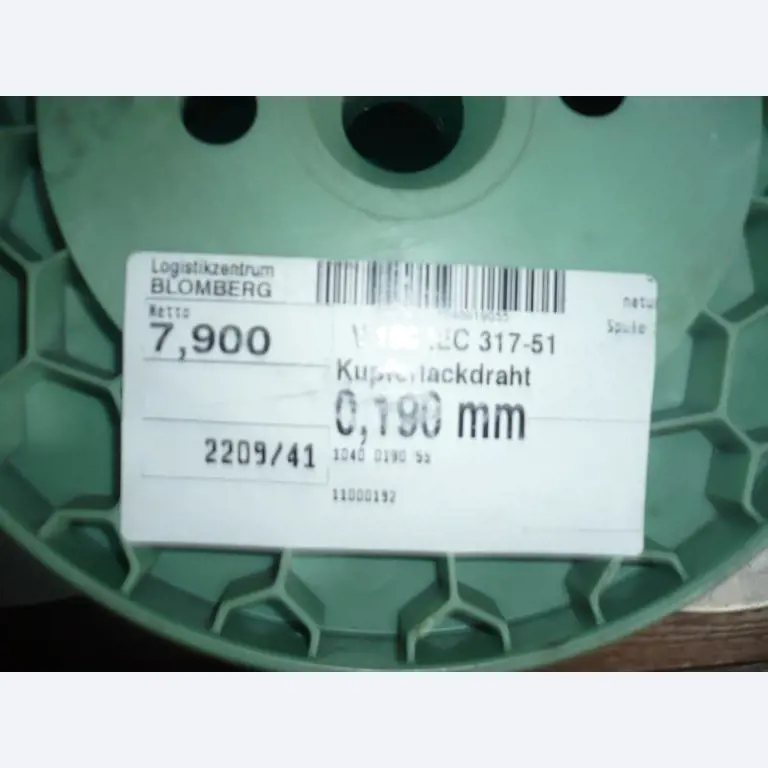 Logistikzentrum
BLOMBERG
Netto
7,900
317-51
Kupferlackdraht
0,190 mm
2209/41
1040 0190 55
11000192
natu
Spule